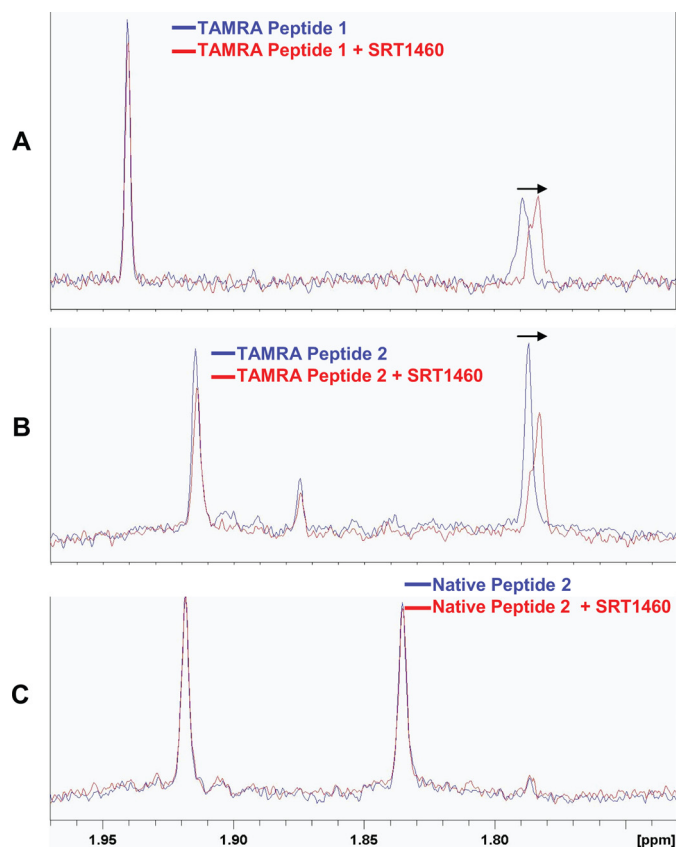 A
TAMRA Peptide 1
TAMRA Peptide 1 + SRT1460
B
TAMRA Peptide 2
TAMRA Peptide 2 + SRT1460
C
Native Peptide 2
Native Peptide 2 + SRT1460
1.95 1.90 1.85 1.80 [ppm]